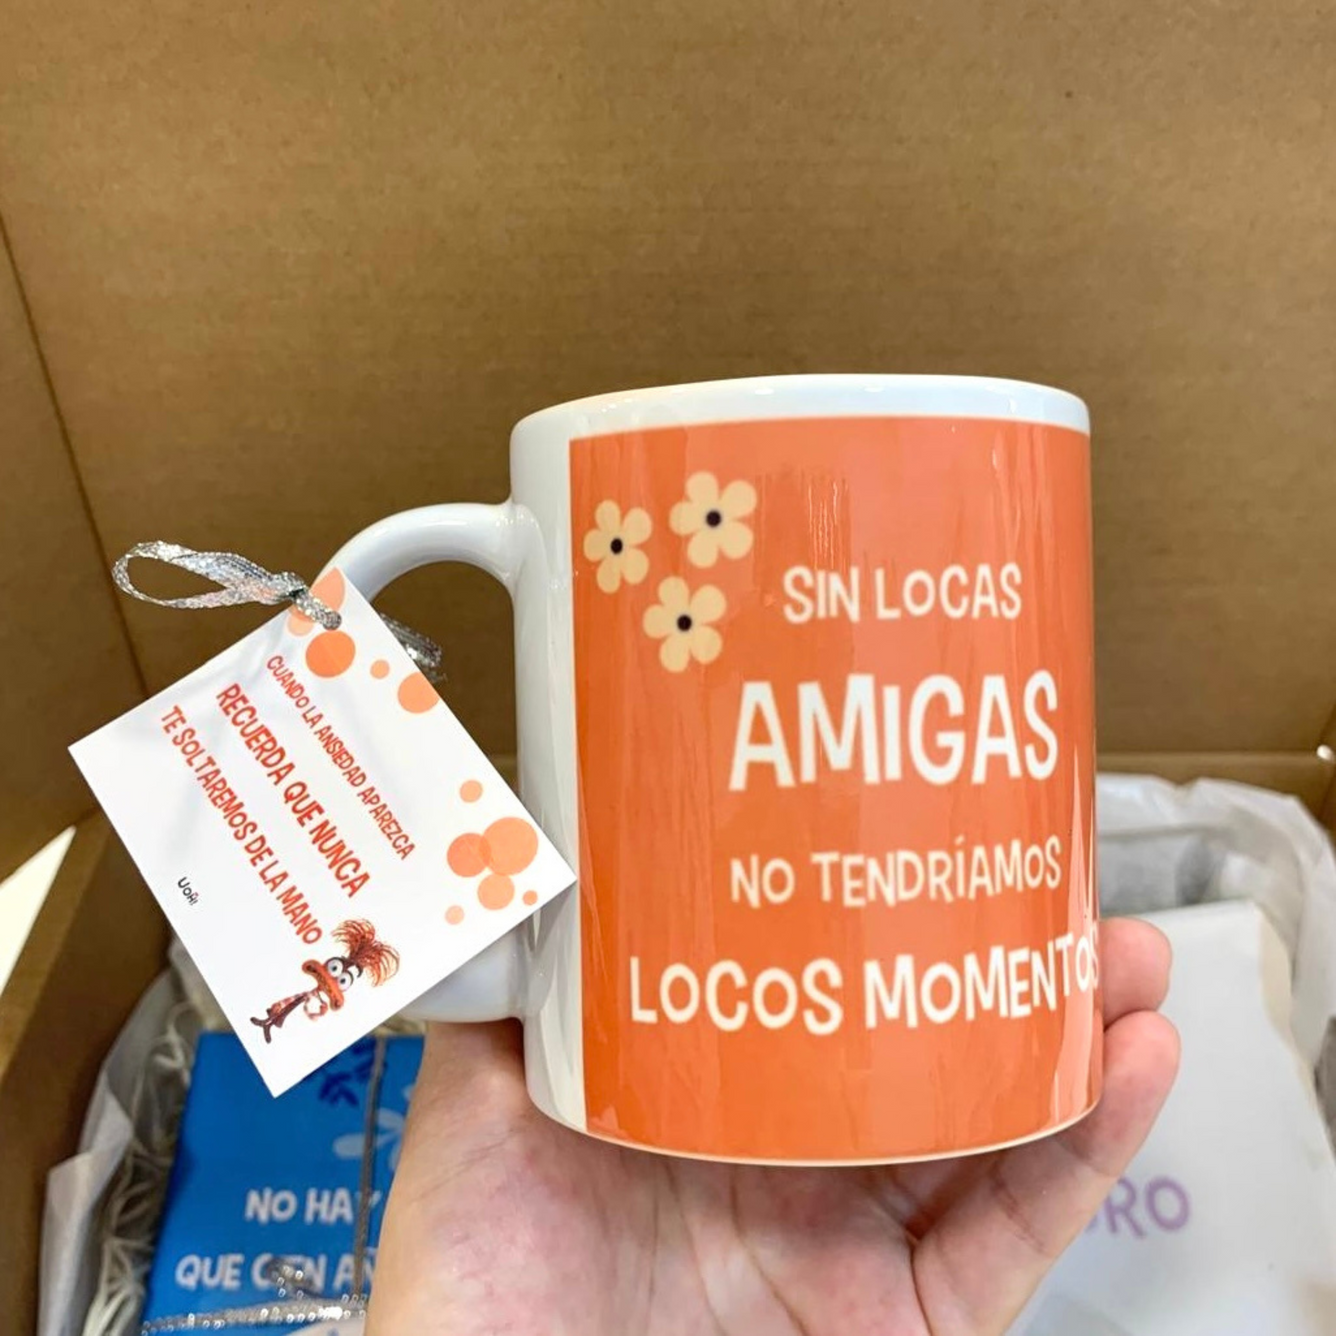 SIN LOCAS
AMIGAS
NO TENDRÍAMOS
LOCOS MOMENTOS
CUANDO LA ANSIEDAD APAREZCA
RECUERDA QUE NUNCA
TE SOLTAREMOS DE LA MANO
NO HAY
QUE